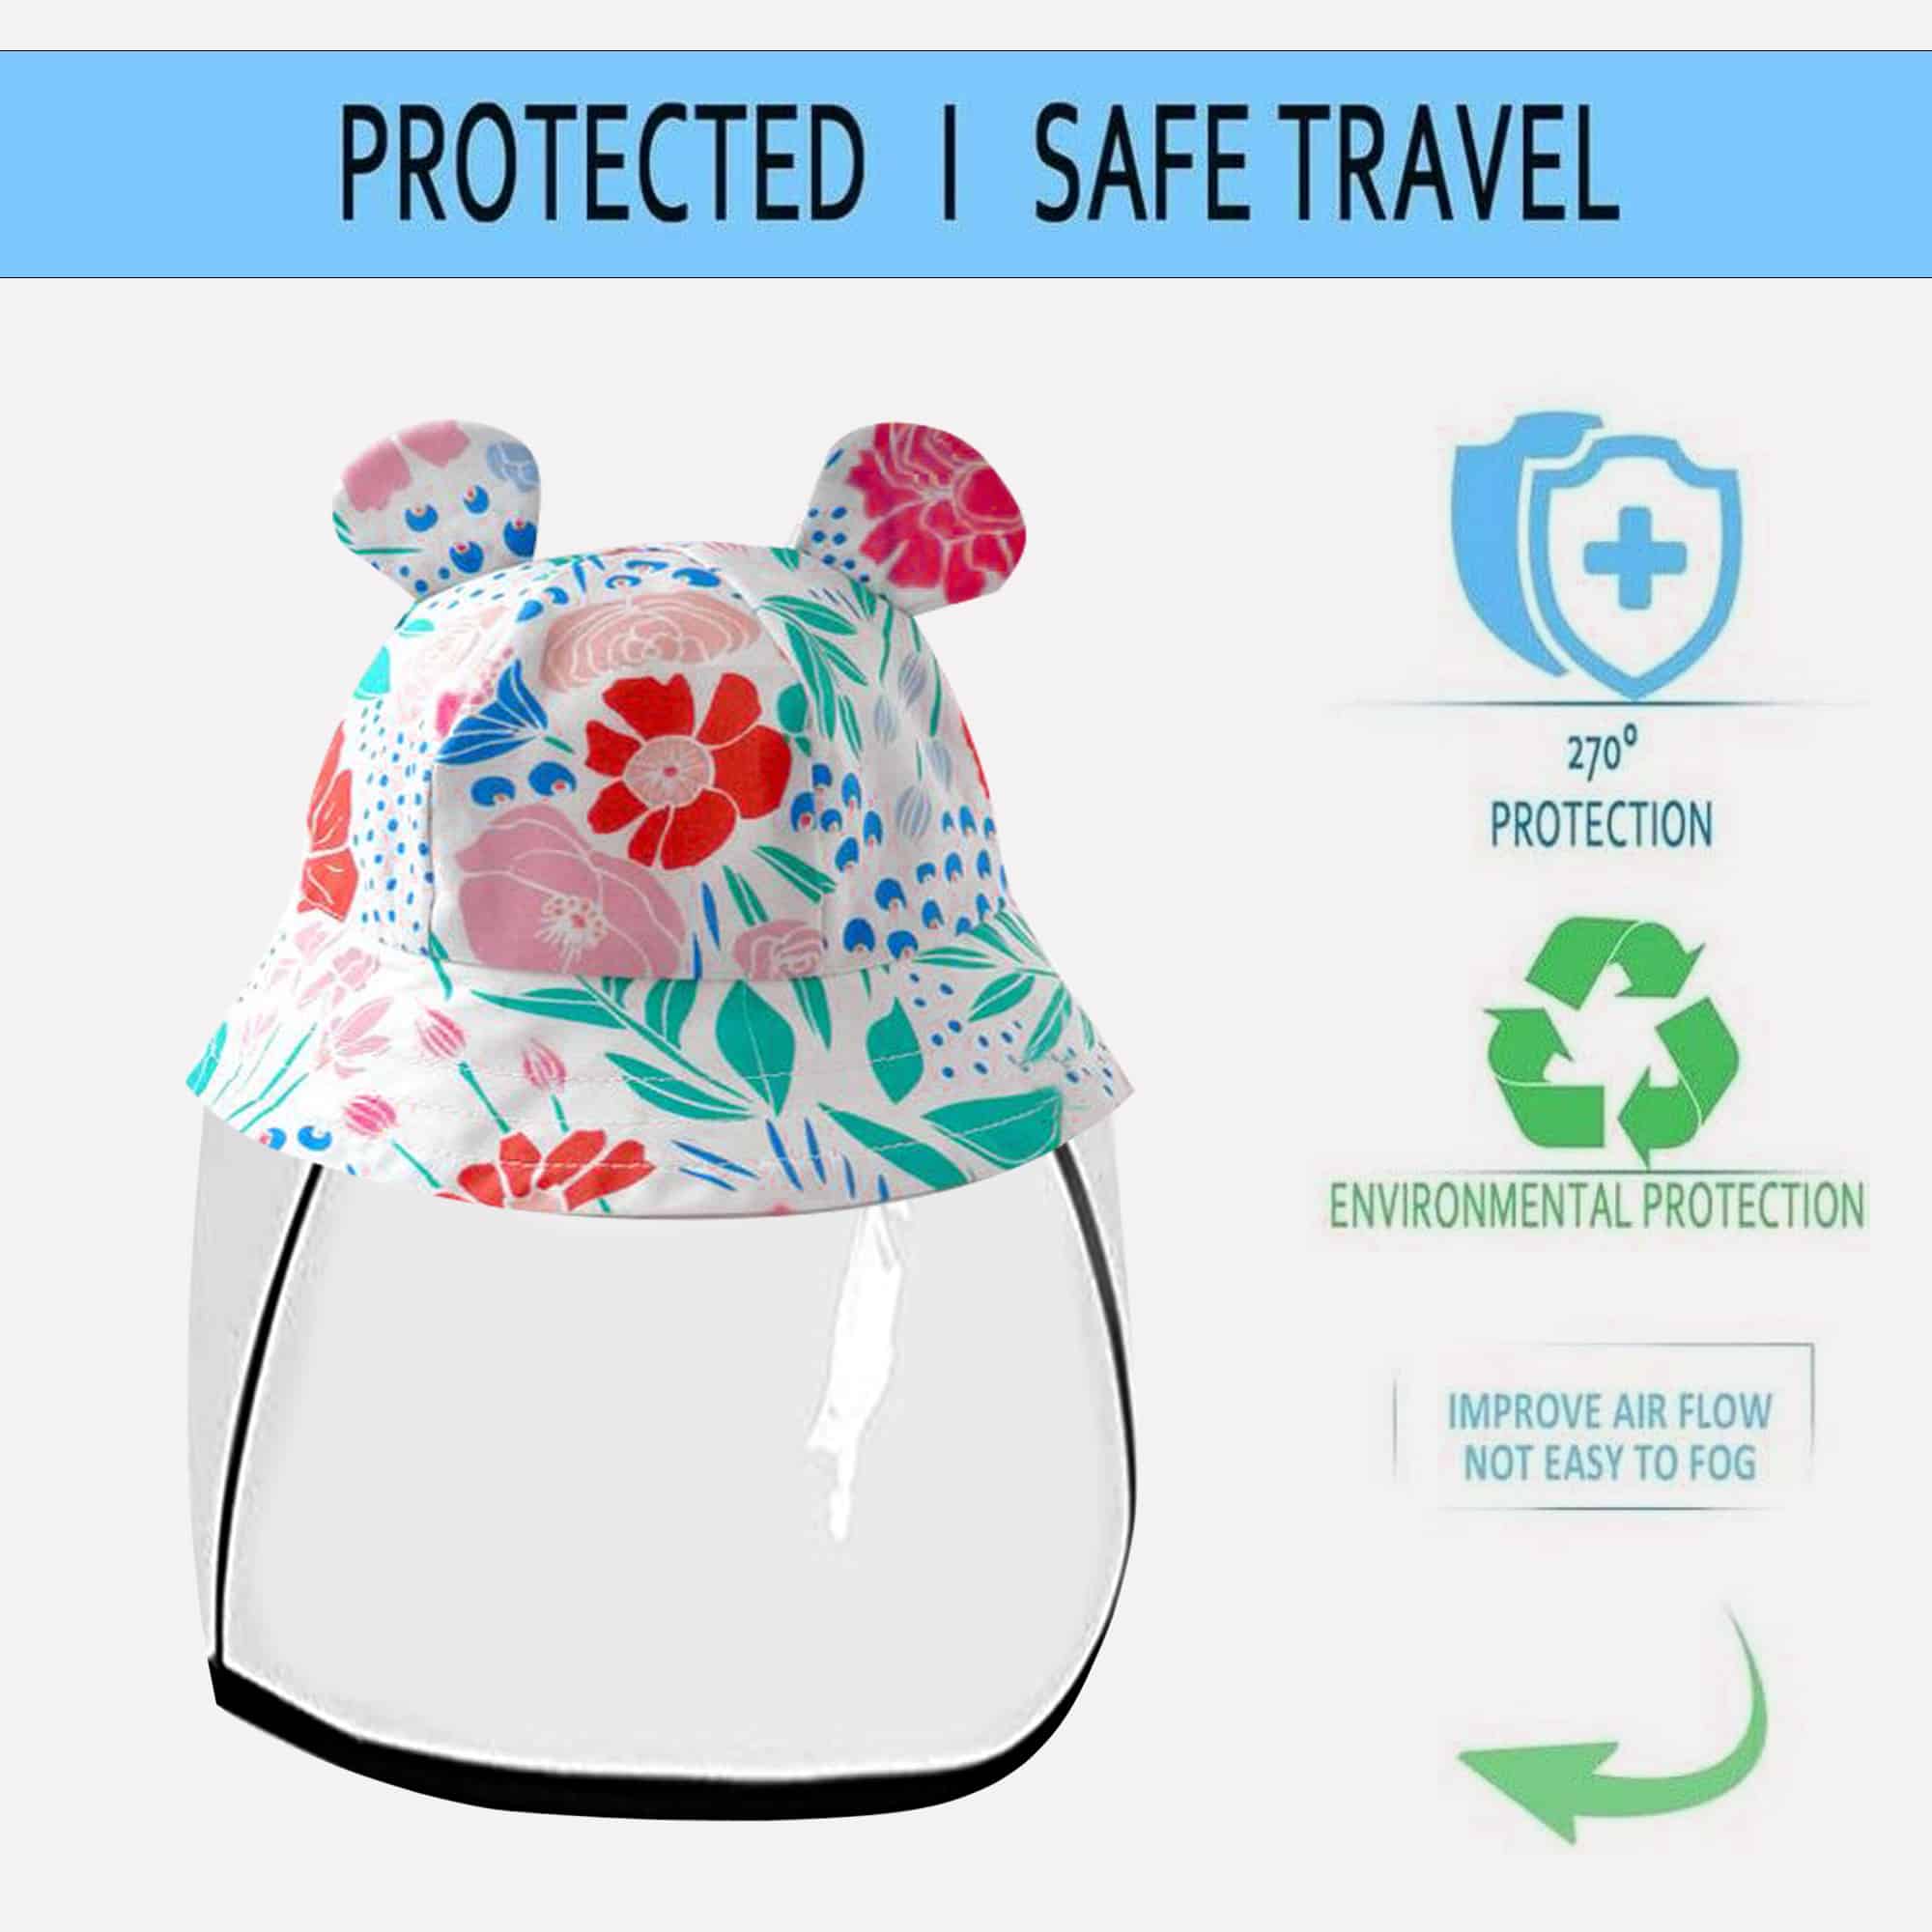 PROTECTED | SAFE TRAVEL
270°
PROTECTION
ENVIRONMENTAL PROTECTION
IMPROVE AIR FLOW
NOT EASY TO FOG